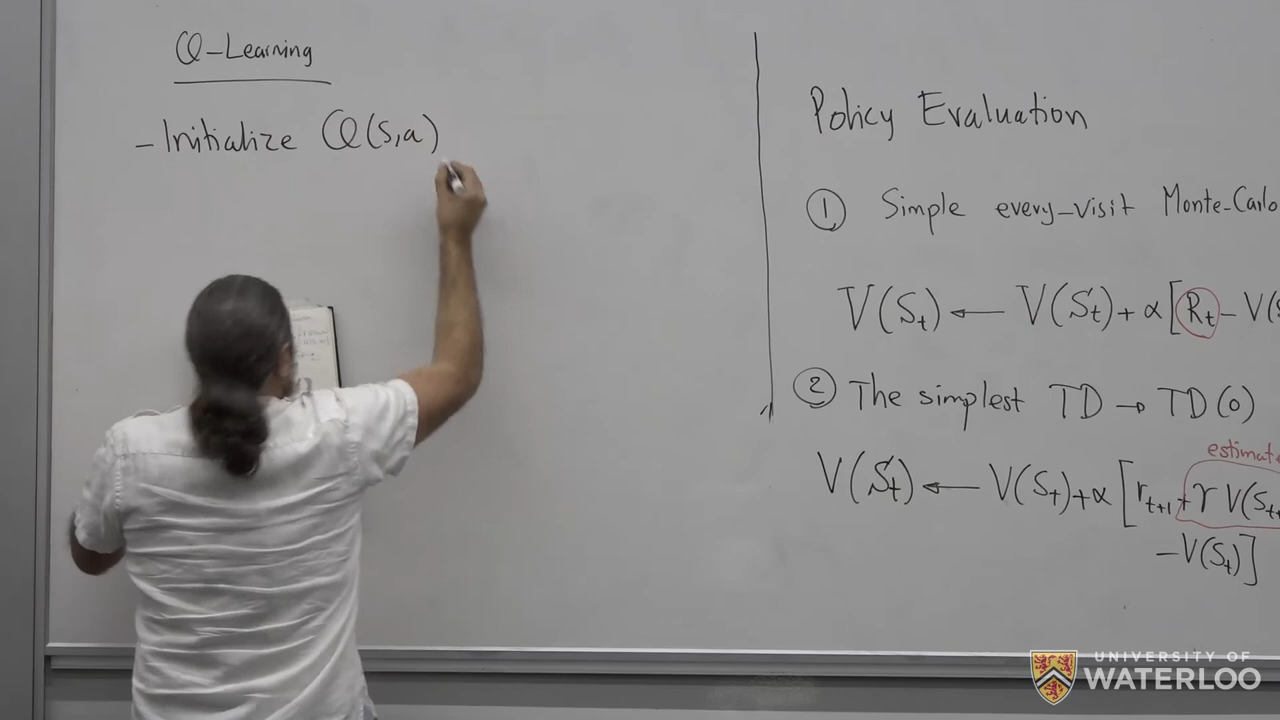 Q-Learning
- Initialize Q(s,a)
Policy Evaluation
① Simple every-visit Monte-Carlo
V(St) ← V(St) + α [Rt - V(S
② The simplest TD → TD(0)
estimate
V(St) ← V(St) + α [rt+1 + γ V(St+
- V(St)]
UNIVERSITY OF
WATERLOO